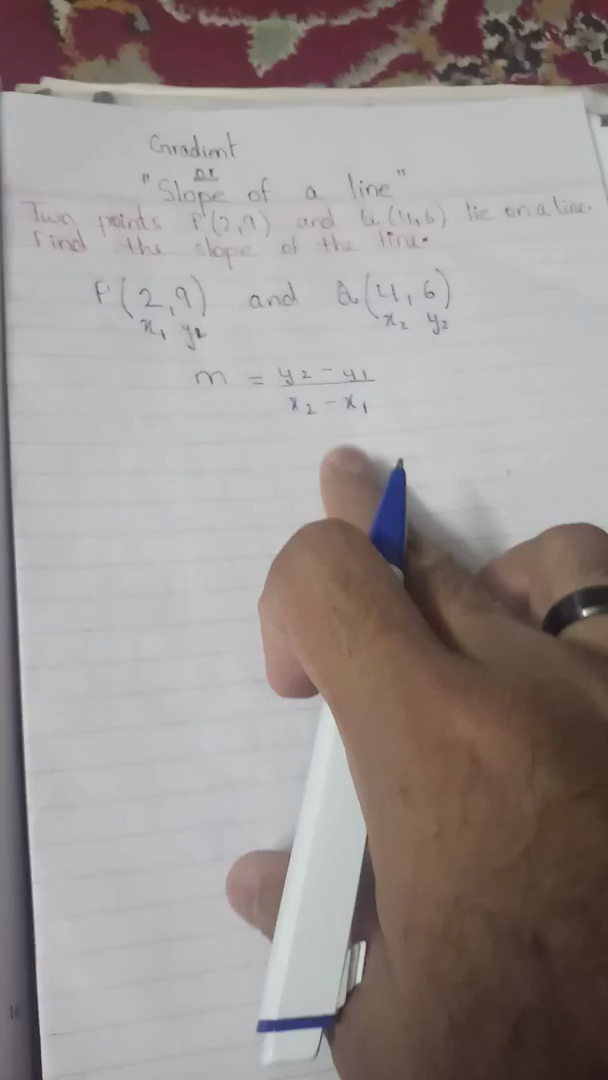 Gradient
or
"Slope of a line"
Two points P(2,9) and Q(4,6) lie on a line.
Find the slope of the line.
P(2,9) and Q(4,6)
x₁ y₂ x₂ y₂
m = y₂ - y₁ / x₂ - x₁